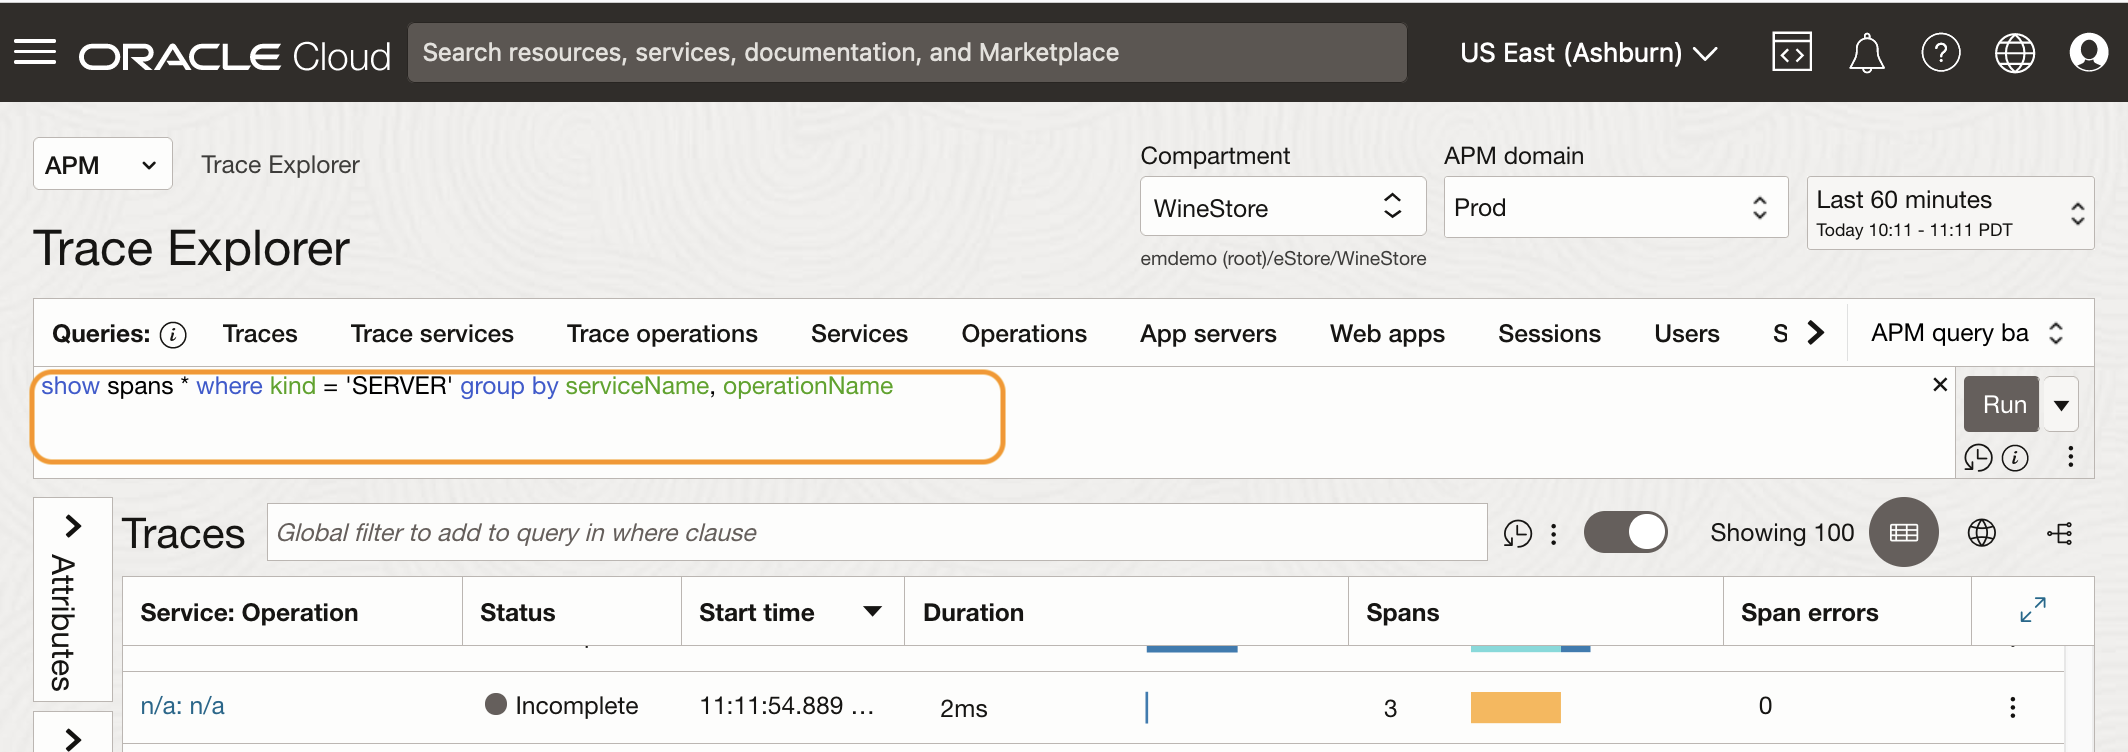 ORACLE Cloud
Search resources, services, documentation, and Marketplace
US East (Ashburn)
APM
Trace Explorer
Compartment
APM domain
WineStore
Prod
Last 60 minutes
Today 10:11 - 11:11 PDT
emdemo (root)/eStore/WineStore
Trace Explorer
Queries:
Traces
Trace services
Trace operations
Services
Operations
App servers
Web apps
Sessions
Users
S
APM query ba
show spans * where kind = 'SERVER' group by serviceName, operationName
Run
Attributes
Traces
Global filter to add to query in where clause
Showing 100
Service: Operation
Status
Start time
Duration
Spans
Span errors
n/a: n/a
Incomplete
11:11:54.889 ...
2ms
3
0